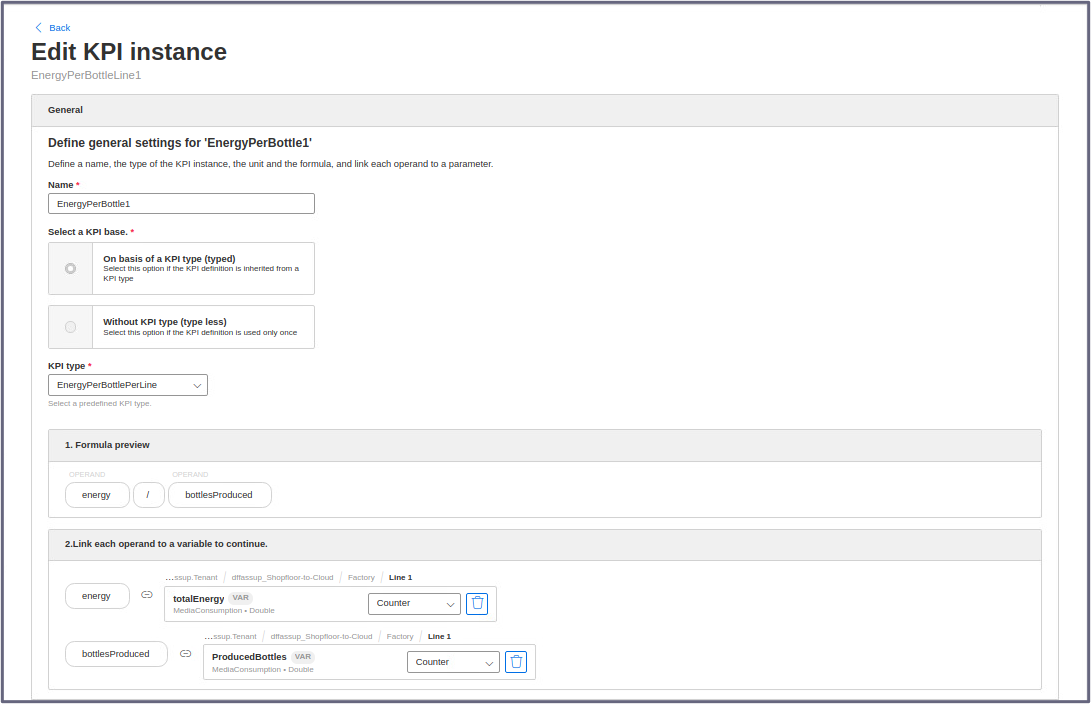 Back
Edit KPI instance
EnergyPerBottleLine1
General
Define general settings for 'EnergyPerBottle1'
Define a name, the type of the KPI instance, the unit and the formula, and link each operand to a parameter.
Name *
EnergyPerBottle1
Select a KPI base. *
On basis of a KPI type (typed)
Select this option if the KPI definition is inherited from a
KPI type
Without KPI type (type less)
Select this option if the KPI definition is used only once
KPI type *
EnergyPerBottlePerLine
Select a predefined KPI type.
1. Formula preview
OPERAND OPERAND
energy / bottlesProduced
2.Link each operand to a variable to continue.
...ssup.Tenant / dffassup_Shopfloor-to-Cloud / Factory / Line 1
energy
totalEnergy VAR
MediaConsumption • Double
Counter
...ssup.Tenant / dffassup_Shopfloor-to-Cloud / Factory / Line 1
bottlesProduced
ProducedBottles VAR
MediaConsumption • Double
Counter